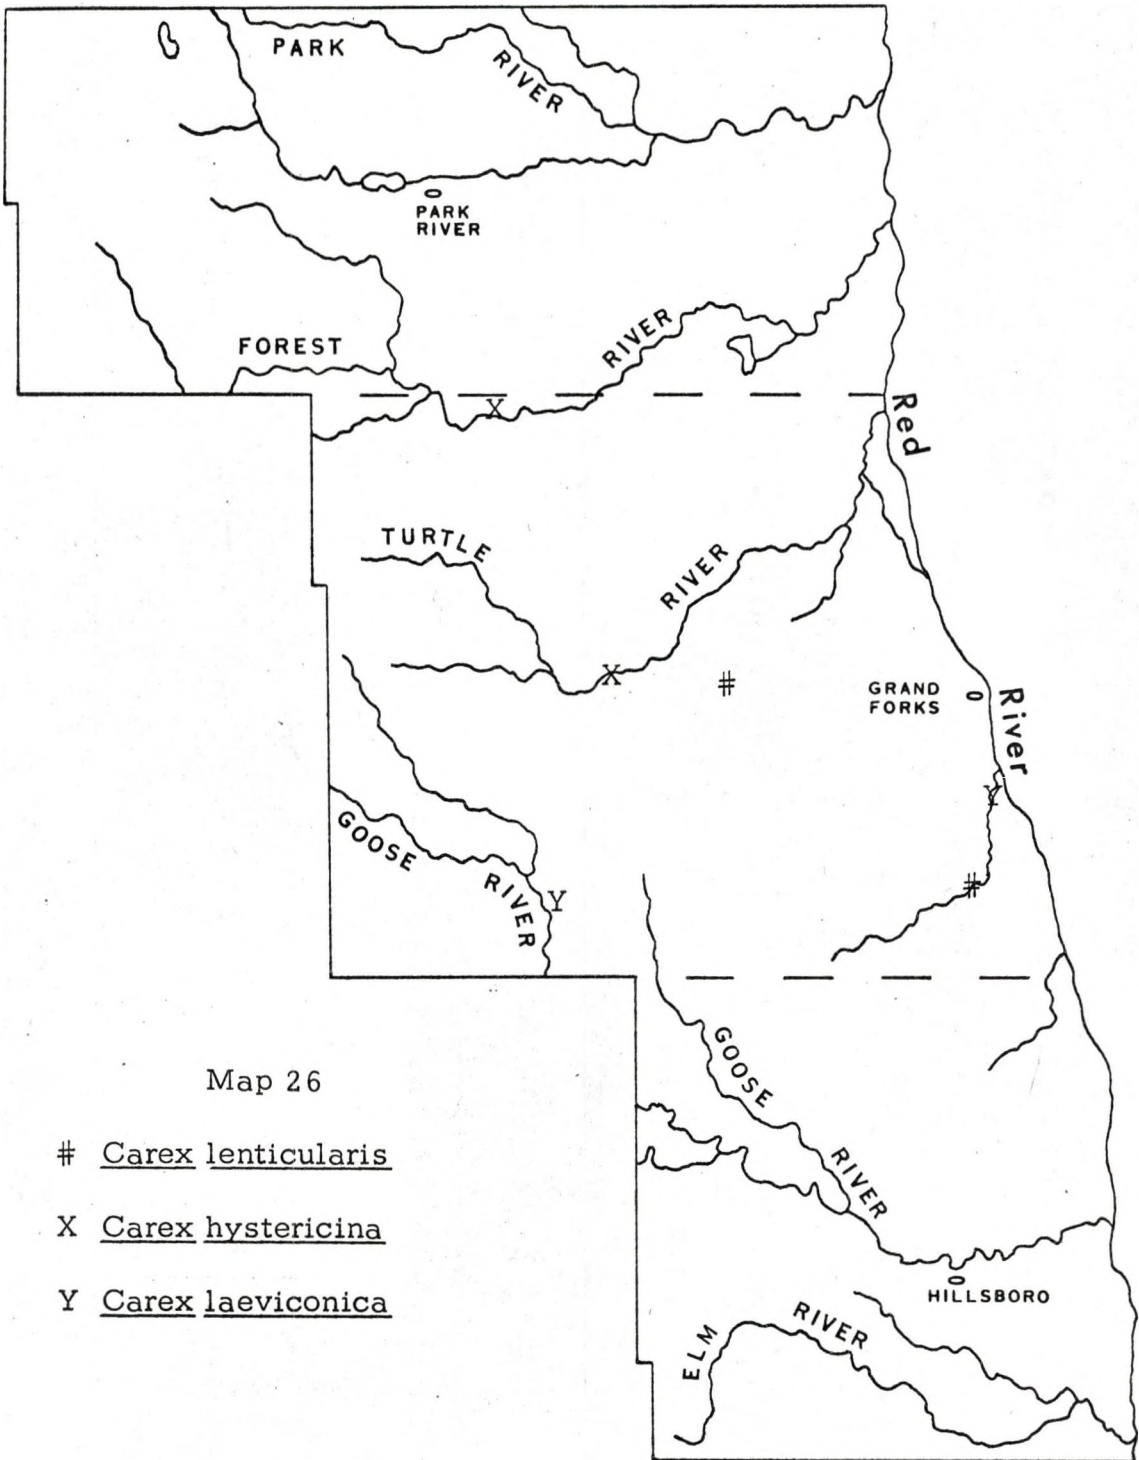 PARK
RIVER
PARK
RIVER
FOREST
RIVER
X
Red
TURTLE
RIVER
X
#
GRAND
FORKS
River
Y
GOOSE
RIVER
Y
#
GOOSE
RIVER
Map 26
# Carex lenticularis
X Carex hystericina
Y Carex laeviconica
HILLSBORO
ELM
RIVER